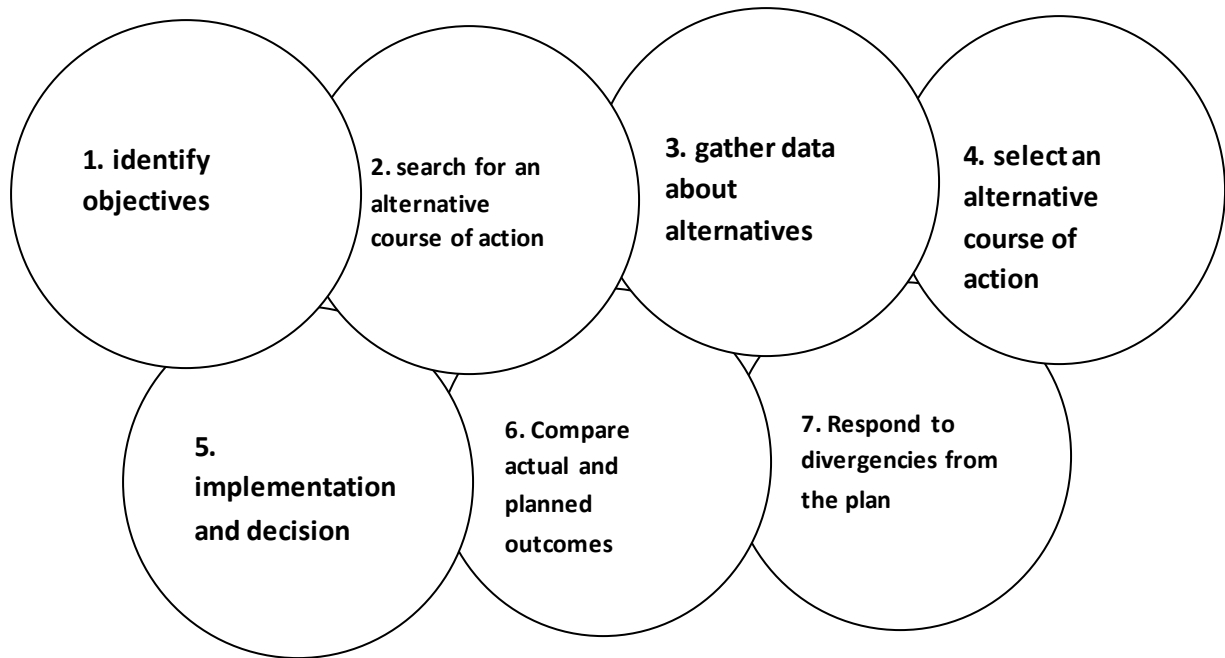 1. identify
objectives
2. search for an
alternative
course of action
3. gather data
about
alternatives
4. select an
alternative
course of
action
5.
implementation
and decision
6. Compare
actual and
planned
outcomes
7. Respond to
divergencies from
the plan